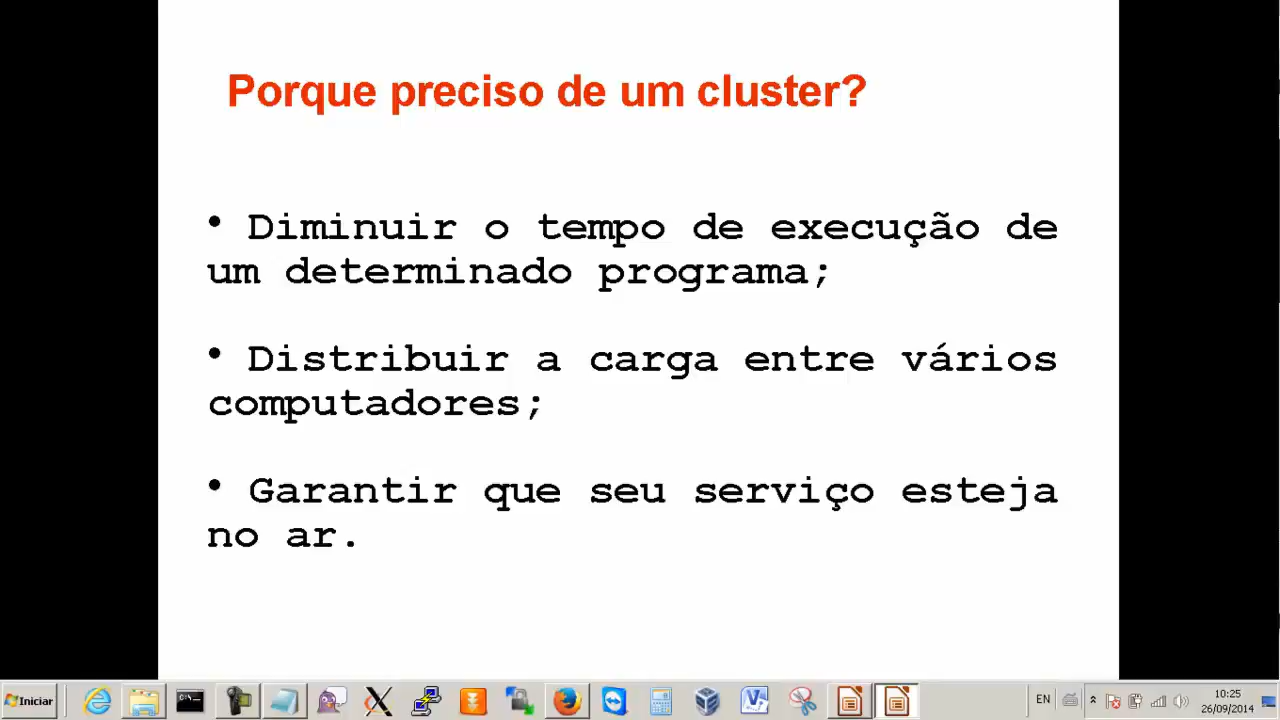 Porque preciso de um cluster?
• Diminuir o tempo de execução de
um determinado programa;
• Distribuir a carga entre vários
computadores;
• Garantir que seu serviço esteja
no ar.
Iniciar
EN
10:25
26/09/2014